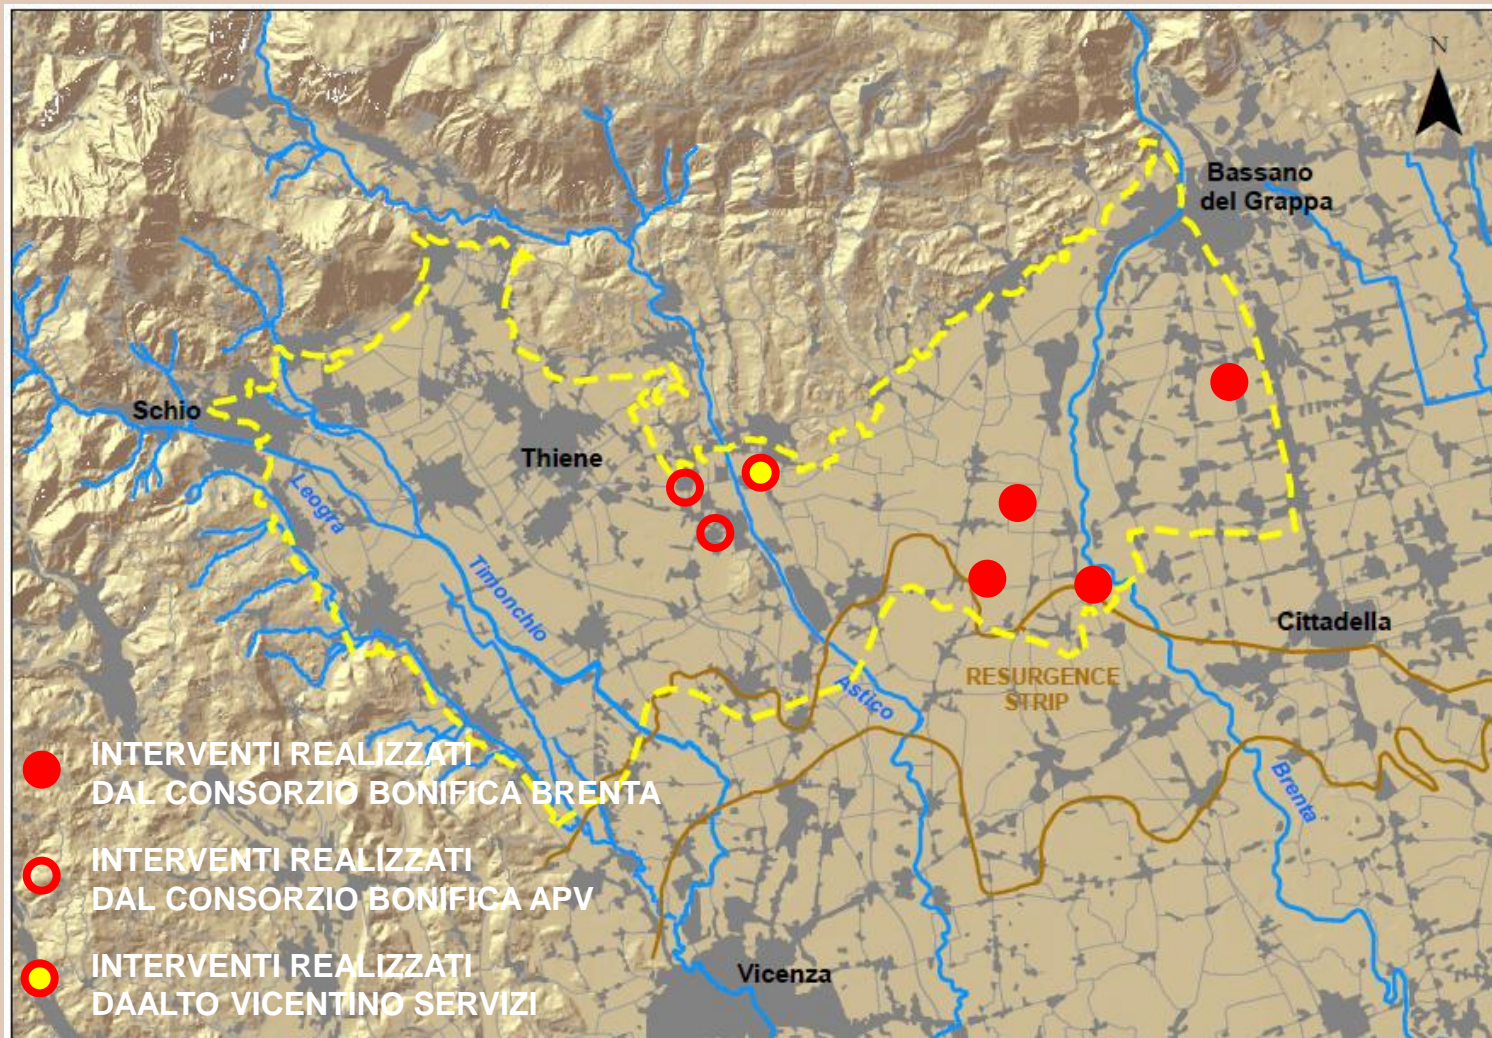 N
Bassano
del Grappa
Schio
Thiene
Leogra
Timonchio
Cittadella
RESURGENCE
STRIP
Astico
Brenta
Vicenza
INTERVENTI REALIZZATI
DAL CONSORZIO BONIFICA BRENTA
INTERVENTI REALIZZATI
DAL CONSORZIO BONIFICA APV
INTERVENTI REALIZZATI
DAALTO VICENTINO SERVIZI